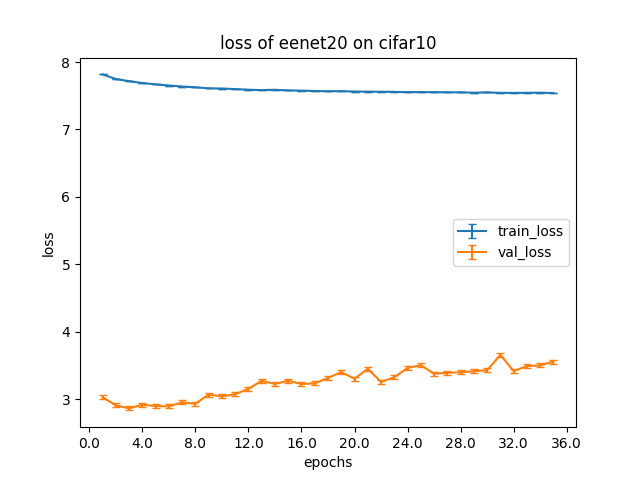 loss of eenet20 on cifar10
8
7
6
5
4
3
loss
train_loss
val_loss
0.0 4.0 8.0 12.0 16.0 20.0 24.0 28.0 32.0 36.0
epochs